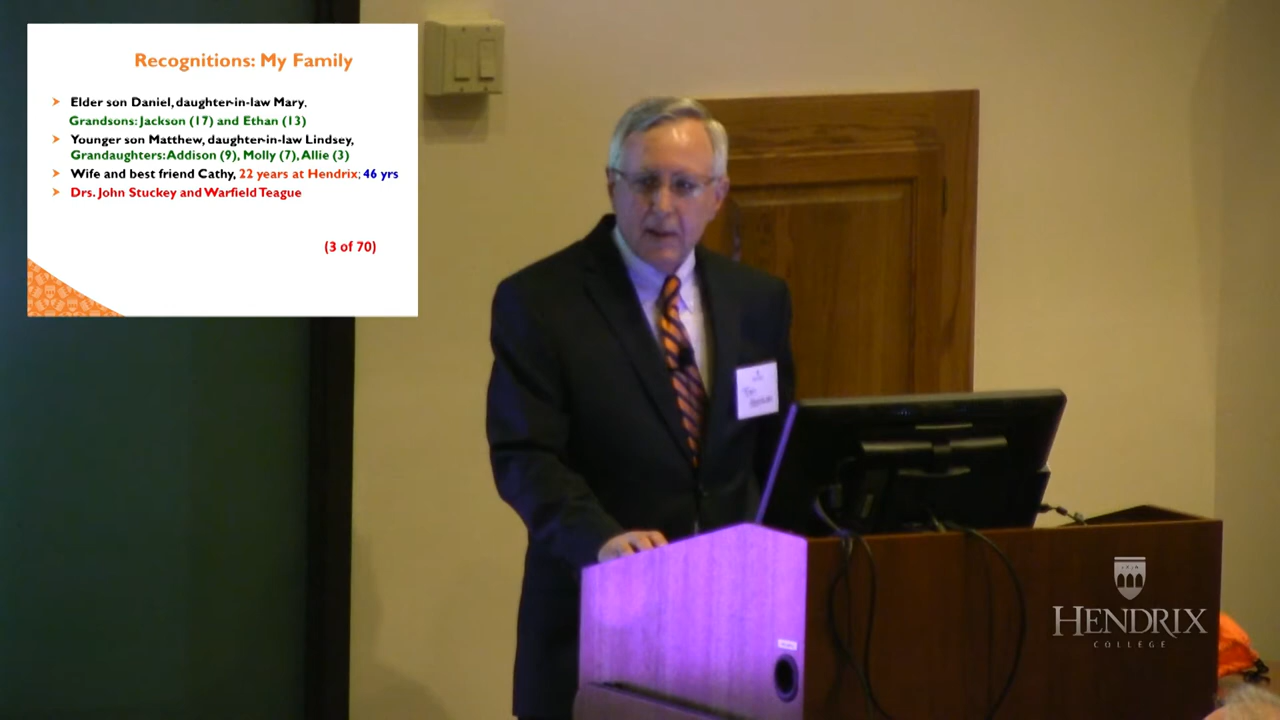 Recognitions: My Family
Elder son Daniel, daughter-in-law Mary,
Grandsons: Jackson (17) and Ethan (13)
Younger son Matthew, daughter-in-law Lindsey,
Grandaughters: Addison (9), Molly (7), Allie (3)
Wife and best friend Cathy, 22 years at Hendrix; 46 yrs
Drs. John Stuckey and Warfield Teague
(3 of 70)
HENDRIX
COLLEGE